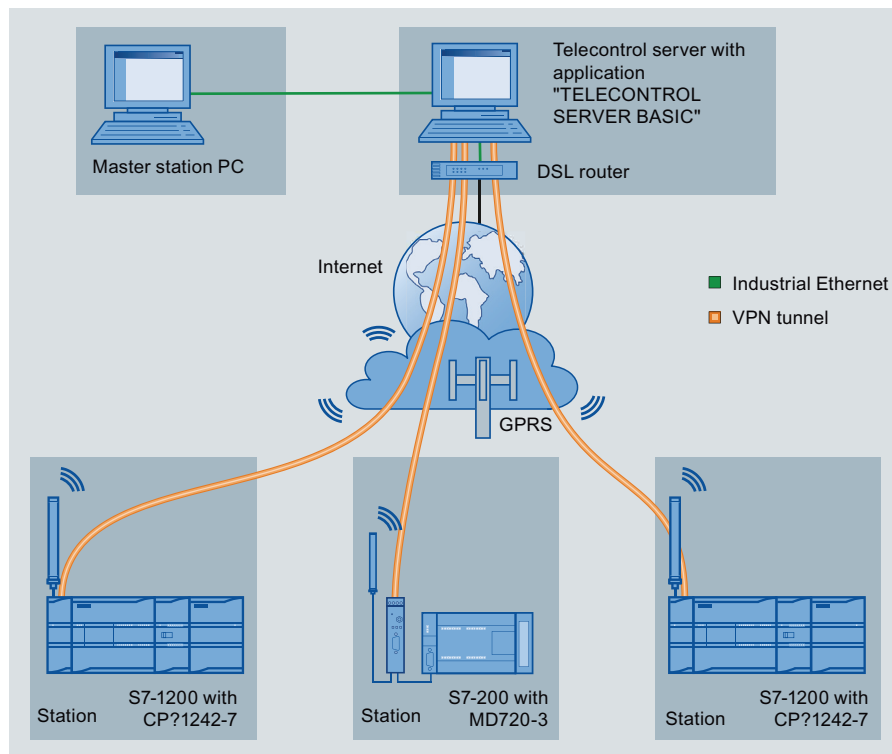 Telecontrol server with
application
"TELECONTROL
SERVER BASIC"
Master station PC
DSL router
Internet
Industrial Ethernet
VPN tunnel
GPRS
Station
S7-1200 with
CP?1242-7
Station
S7-200 with
MD720-3
Station
S7-1200 with
CP?1242-7